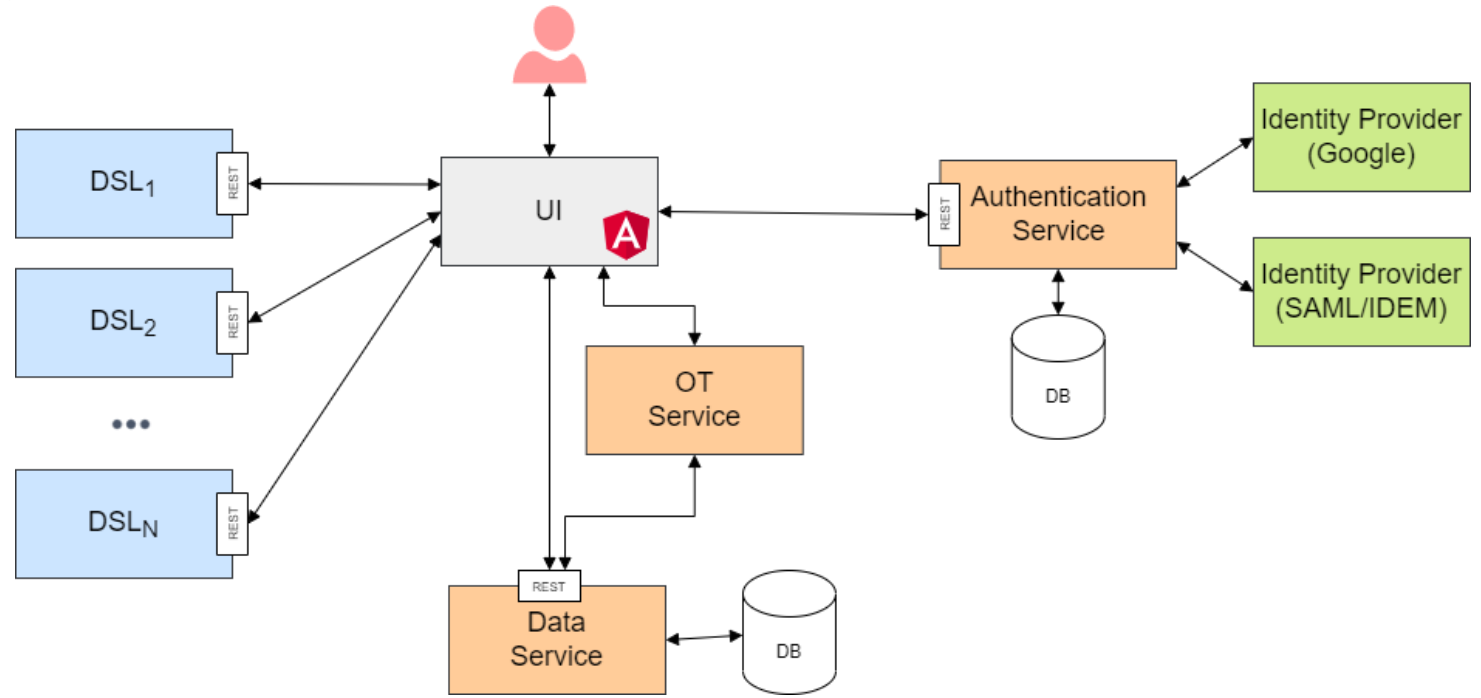 DSL1
REST
UI
REST
Authentication
Service
Identity Provider
(Google)
DSL2
REST
Identity Provider
(SAML/IDEM)
OT
Service
DB
DSLN
REST
REST
Data
Service
DB